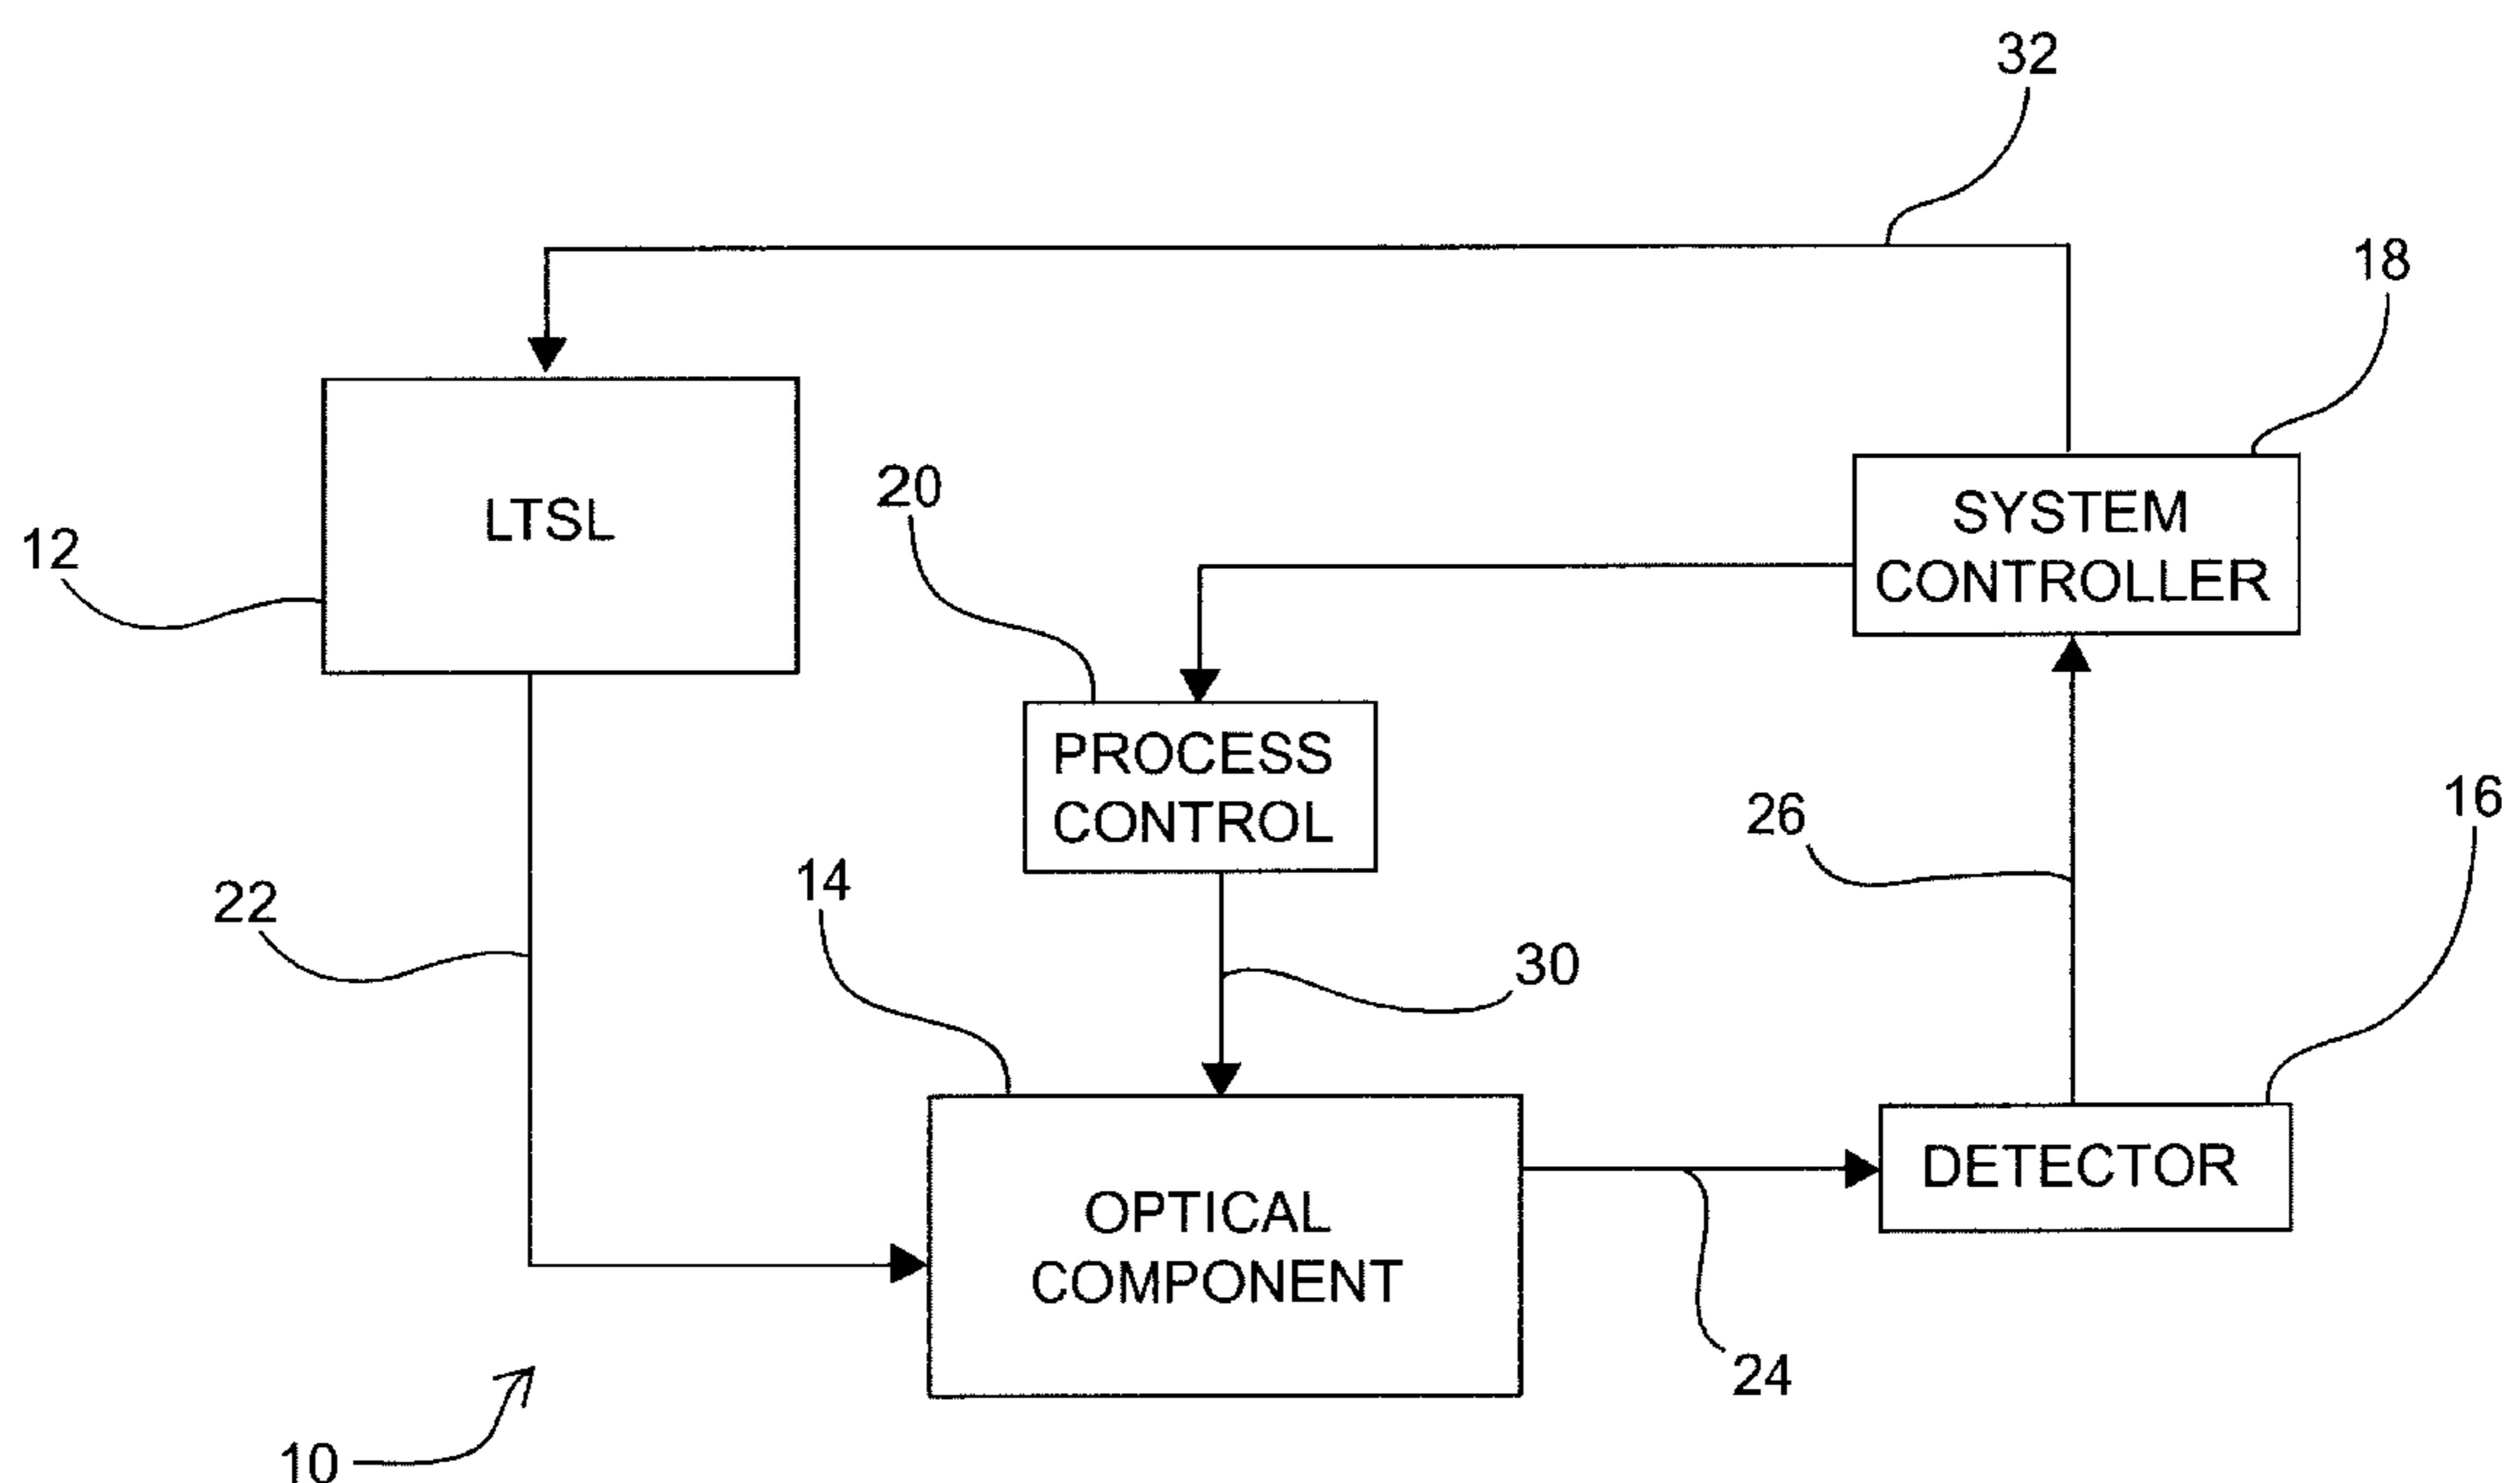 32
18
LTSL
20
SYSTEM
CONTROLLER
12
PROCESS
CONTROL
26
16
14
22
30
DETECTOR
OPTICAL
COMPONENT
24
10